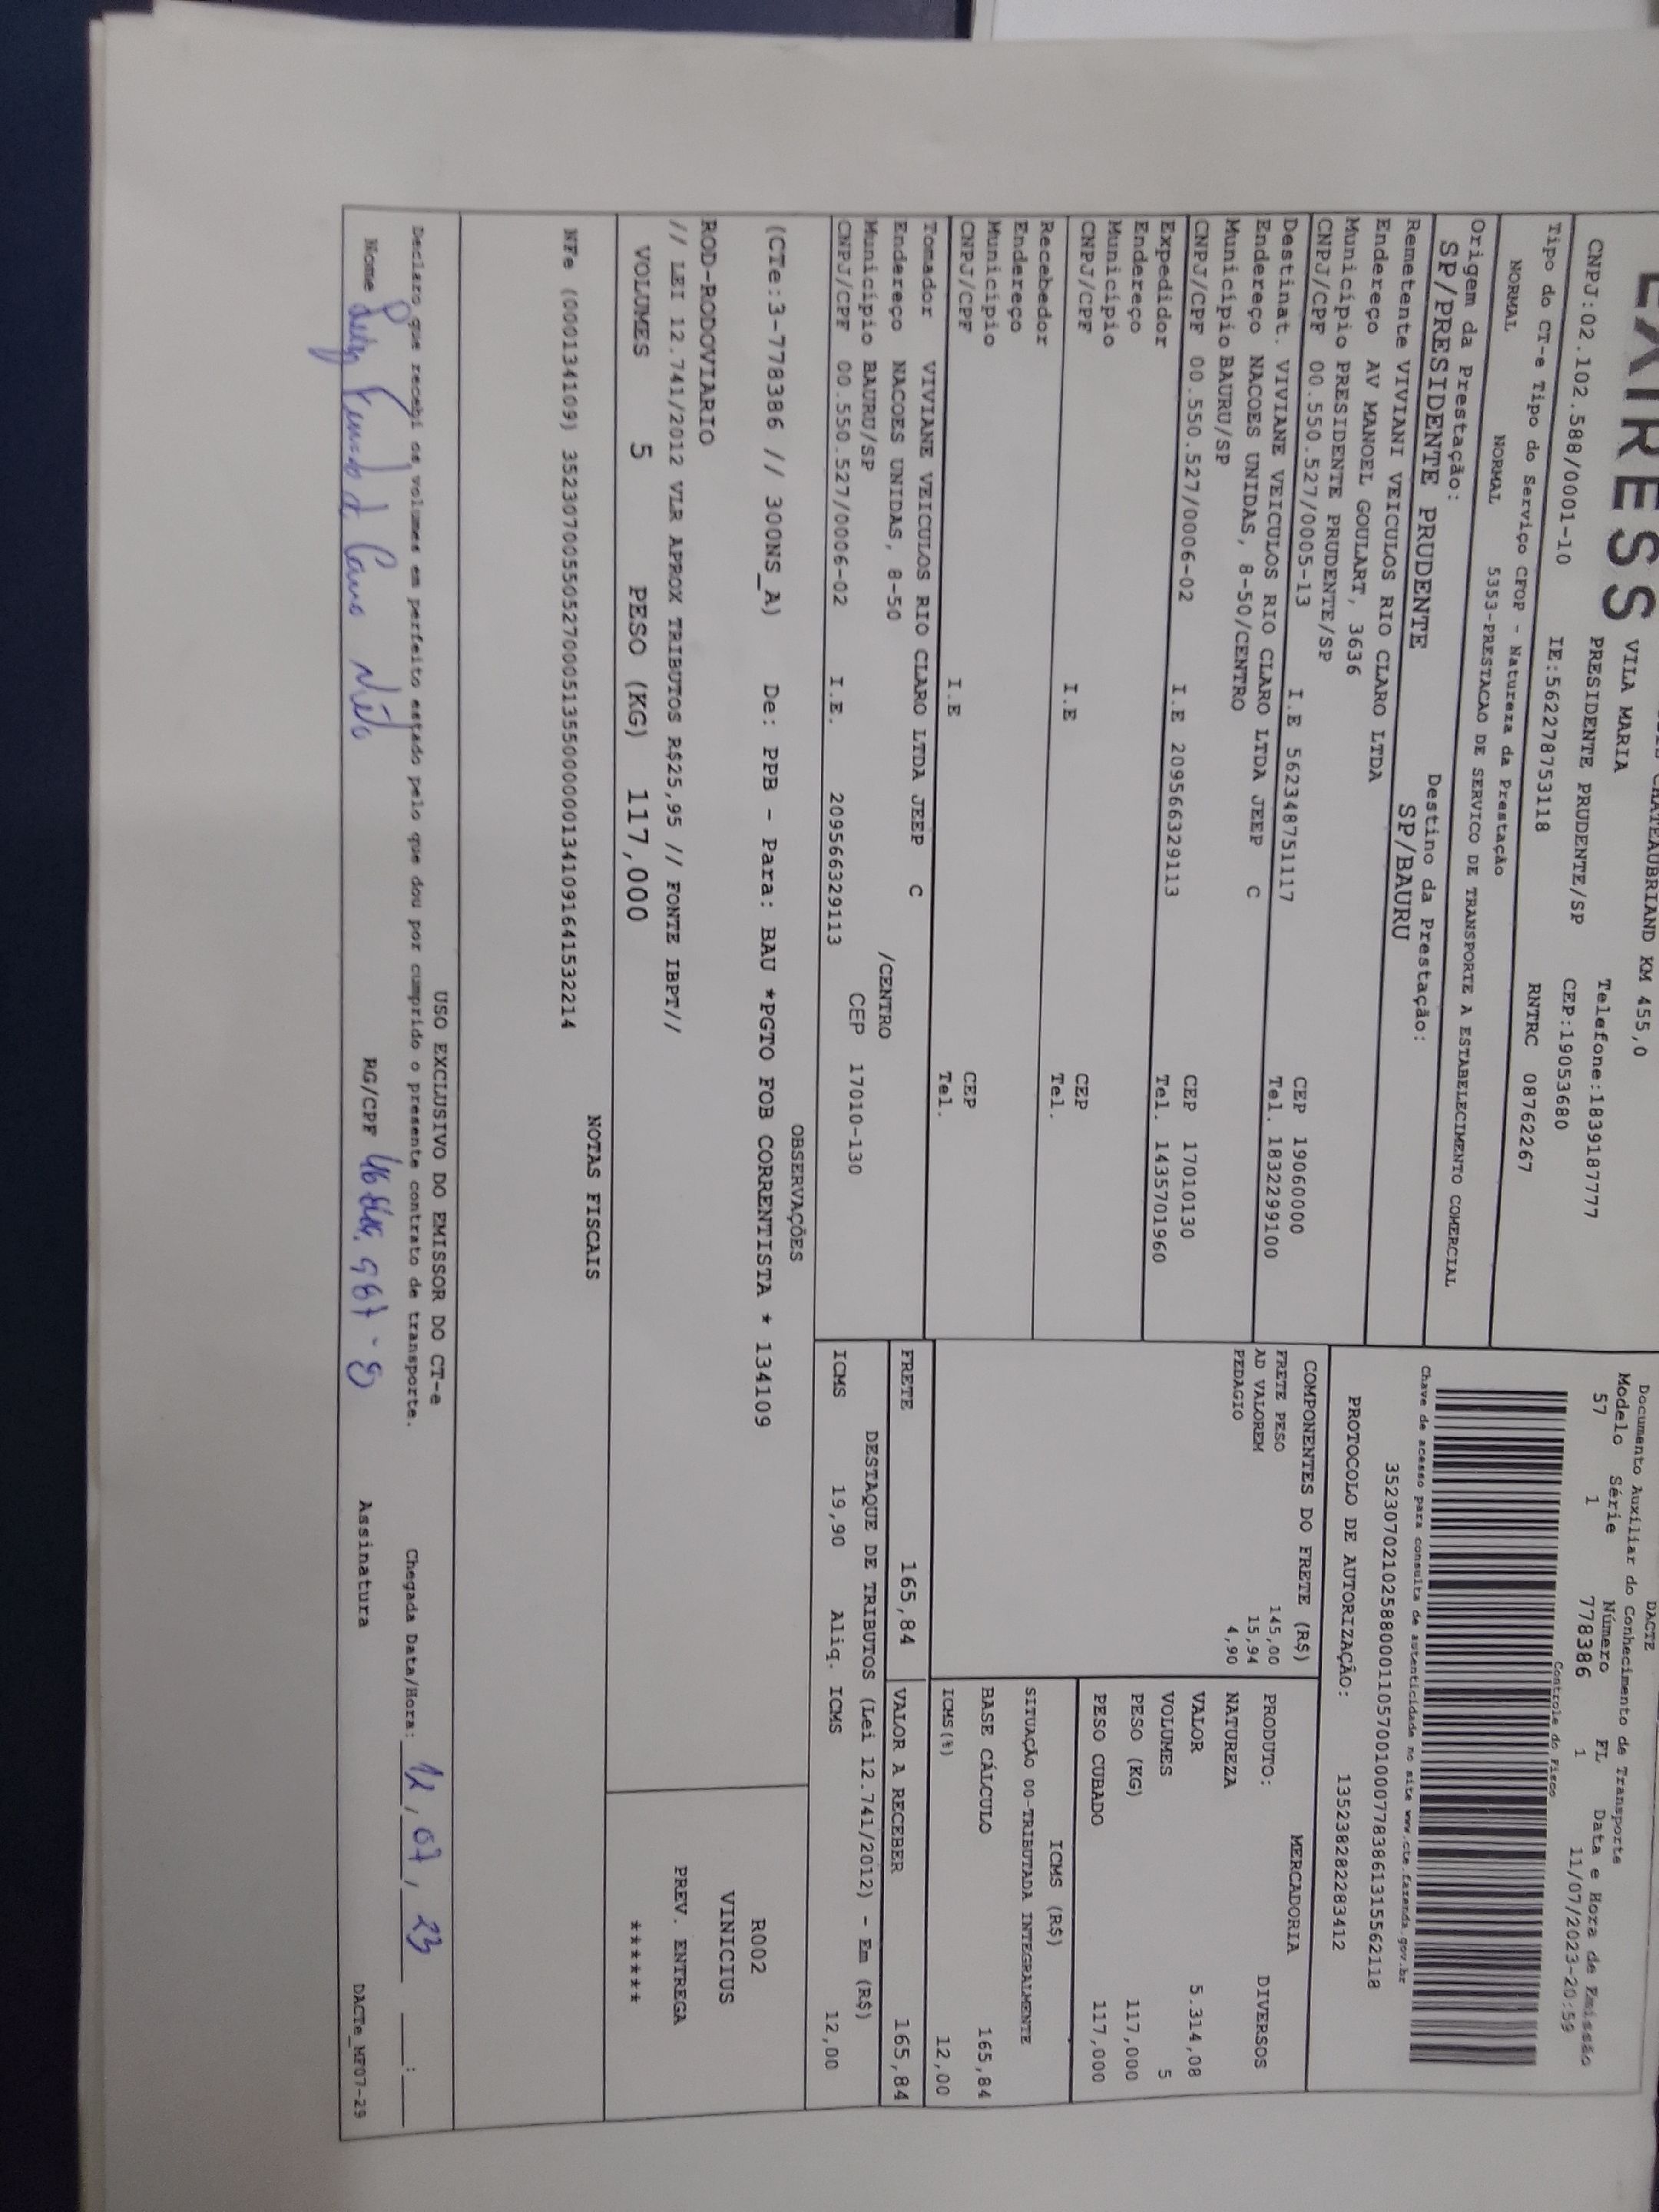 EXPRESS
CHATEAUBRIAND KM 455,0
VILA MARIA
PRESIDENTE PRUDENTE/SP
Telefone:1839187777
CNPJ:02.102.588/0001-10
IE:562278753118
CEP:19053680
RNTRC 08762267
Tipo do CT-e Tipo do Serviço CFOP - Natureza da Prestação
NORMAL NORMAL 5353-PRESTACAO DE SERVICO DE TRANSPORTE A ESTABELECIMENTO COMERCIAL
Origem da Prestação: Destino da Prestação:
SP/PRESIDENTE PRUDENTE SP/BAURU
Remetente VIVIANI VEICULOS RIO CLARO LTDA
Endereço AV MANOEL GOULART, 3636
Município PRESIDENTE PRUDENTE/SP CEP 19060000
CNPJ/CPF 00.550.527/0005-13 I.E 562348751117 Tel. 1832299100
Destinat. VIVIANE VEICULOS RIO CLARO LTDA JEEP C
Endereço NACOES UNIDAS, 8-50/CENTRO
Município BAURU/SP CEP 17010130
CNPJ/CPF 00.550.527/0006-02 I.E 209566329113 Tel. 1435701960
Expedidor
Endereço
Município CEP
CNPJ/CPF I.E Tel.
Recebedor
Endereço
Município CEP
CNPJ/CPF I.E Tel.
Tomador VIVIANE VEICULOS RIO CLARO LTDA JEEP C
Endereço NACOES UNIDAS, 8-50 /CENTRO
Município BAURU/SP CEP 17010-130
CNPJ/CPF 00.550.527/0006-02 I.E. 209566329113
DACTE
Documento Auxiliar do Conhecimento de Transporte
Modelo Série Número FL Data e Hora de Emissão
57 1 778386 1 11/07/2023-20:59
Controle do Fisco
Chave de acesso para consulta de autenticidade no site www.cte.fazenda.gov.br
35230702102588000110570010007783861315562118
PROTOCOLO DE AUTORIZAÇÃO: 135238282283412
COMPONENTES DO FRETE (R$)
FRETE PESO 145,00
AD VALOREM 15,94
PEDAGIO 4,90
MERCADORIA
PRODUTO: DIVERSOS
NATUREZA
VALOR 5.314,08
VOLUMES 5
PESO (KG) 117,000
PESO CUBADO 117,000
ICMS (R$)
SITUAÇÃO 00-TRIBUTADA INTEGRALMENTE
BASE CÁLCULO 165,84
ICMS(%) 12,00
FRETE 165,84 VALOR A RECEBER 165,84
DESTAQUE DE TRIBUTOS (Lei 12.741/2012) - Em (R$)
ICMS 19,90 Aliq. ICMS 12,00
OBSERVAÇÕES
(CTe:3-778386 // 300NS_A) De: PPB - Para: BAU *PGTO FOB CORRENTISTA * 134109
ROD-RODOVIARIO
// LEI 12.741/2012 VLR APROX TRIBUTOS R$25,95 // FONTE IBPT//
VOLUMES 5 PESO (KG) 117,000
R002
VINICIUS
PREV. ENTREGA
******
NOTAS FISCAIS
NFe (000134109) 35230700550527000513550000001341091641532214
USO EXCLUSIVO DO EMISSOR DO CT-e
Declaro que recebi os volumes em perfeito estado pelo que dou por cumprido o presente contrato de transporte. Chegada Data/Hora: 12/07/23 __:__
Nome RG/CPF Assinatura
DACTe_MF07-29